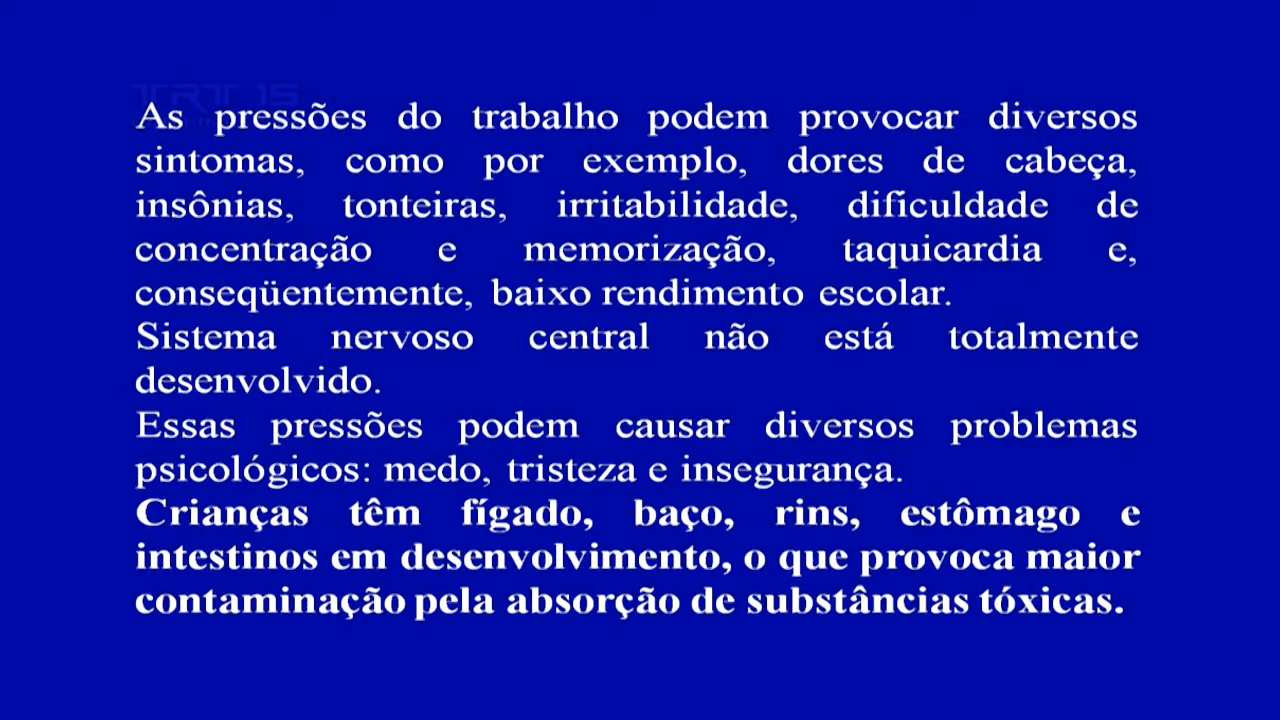 TRT 15
As pressões do trabalho podem provocar diversos
sintomas, como por exemplo, dores de cabeça,
insônias, tonteiras, irritabilidade, dificuldade de
concentração e memorização, taquicardia e,
conseqüentemente, baixo rendimento escolar.
Sistema nervoso central não está totalmente
desenvolvido.
Essas pressões podem causar diversos problemas
psicológicos: medo, tristeza e insegurança.
Crianças têm fígado, baço, rins, estômago e
intestinos em desenvolvimento, o que provoca maior
contaminação pela absorção de substâncias tóxicas.